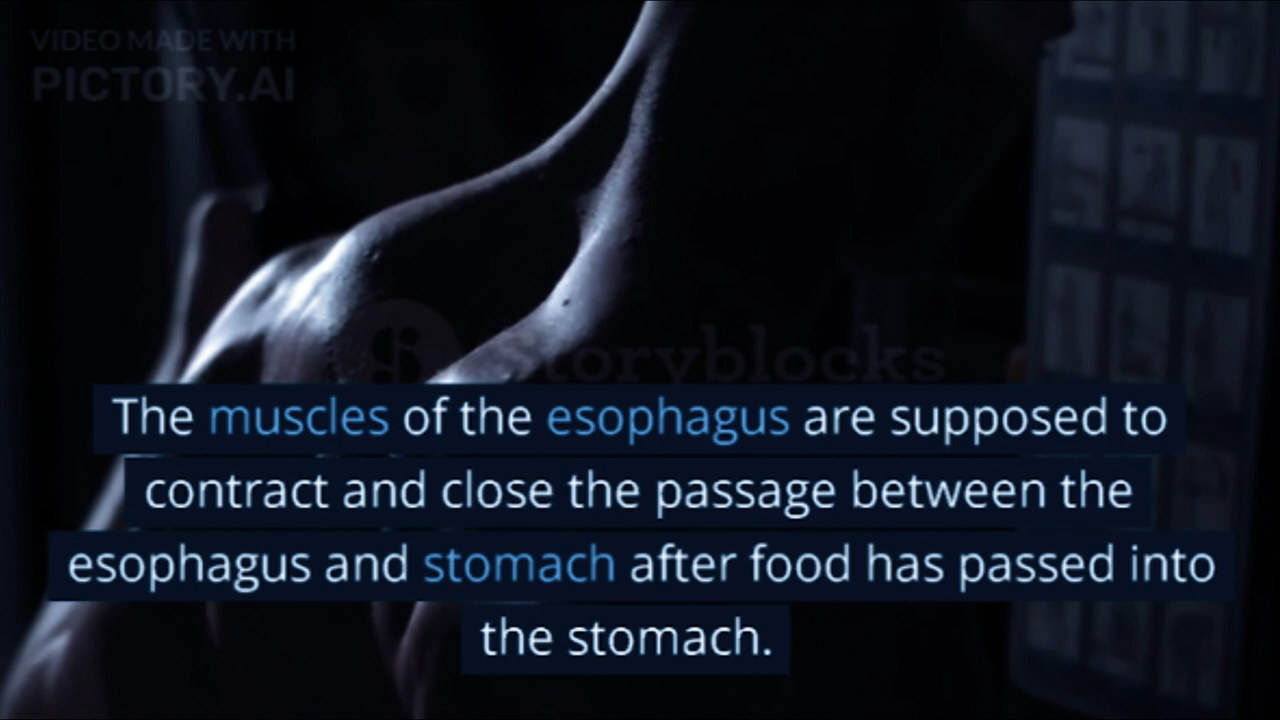 VIDEO MADE WITH
PICTORY.AI
Storyblocks
The muscles of the esophagus are supposed to
contract and close the passage between the
esophagus and stomach after food has passed into
the stomach.